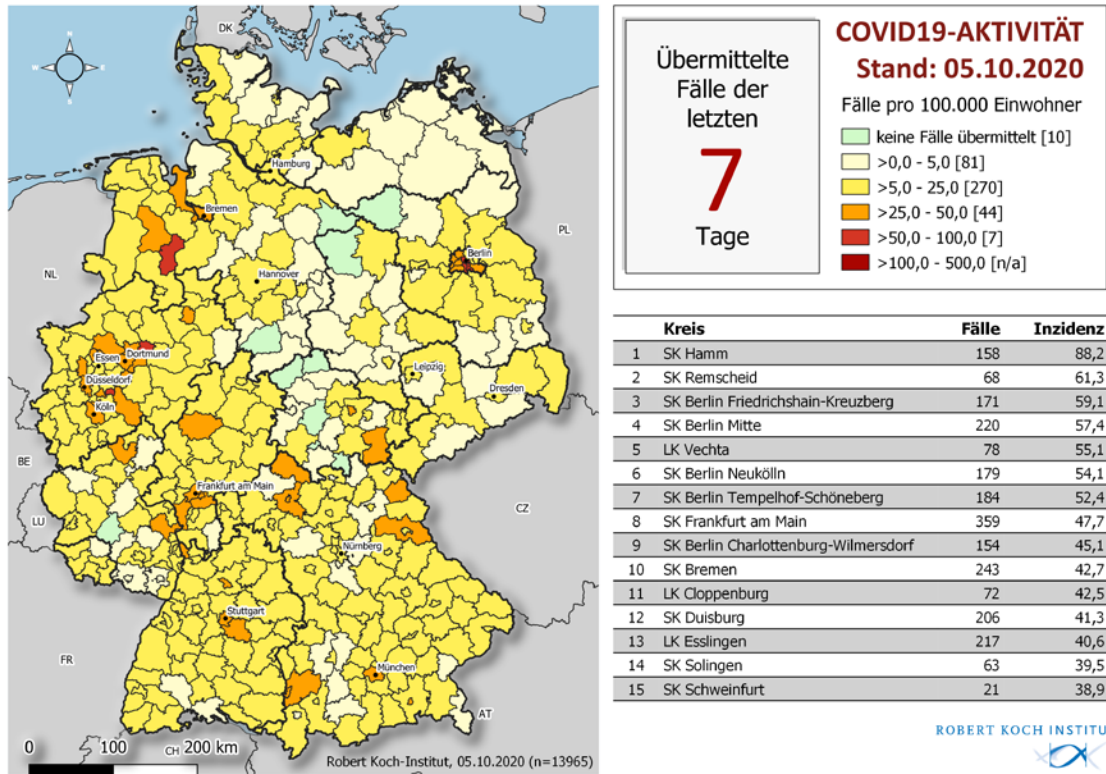 DK
N
W
E
S
Hamburg
Bremen
PL
Berlin
NL
Hannover
Essen
Dortmund
Düsseldorf
Leipzig
Köln
Dresden
BE
Frankfurt am Main
LU
CZ
Nürnberg
Stuttgart
FR
München
AT
0 100 CH 200 km
Robert Koch-Institut, 05.10.2020 (n=13965)
Übermittelte
Fälle der
letzten
7
Tage
COVID19-AKTIVITÄT
Stand: 05.10.2020
Fälle pro 100.000 Einwohner
keine Fälle übermittelt [10]
>0,0 - 5,0 [81]
>5,0 - 25,0 [270]
>25,0 - 50,0 [44]
>50,0 - 100,0 [7]
>100,0 - 500,0 [n/a]
Kreis Fälle Inzidenz
1 SK Hamm 158 88,2
2 SK Remscheid 68 61,3
3 SK Berlin Friedrichshain-Kreuzberg 171 59,1
4 SK Berlin Mitte 220 57,4
5 LK Vechta 78 55,1
6 SK Berlin Neukölln 179 54,1
7 SK Berlin Tempelhof-Schöneberg 184 52,4
8 SK Frankfurt am Main 359 47,7
9 SK Berlin Charlottenburg-Wilmersdorf 154 45,1
10 SK Bremen 243 42,7
11 LK Cloppenburg 72 42,5
12 SK Duisburg 206 41,3
13 LK Esslingen 217 40,6
14 SK Solingen 63 39,5
15 SK Schweinfurt 21 38,9
ROBERT KOCH INSTITU